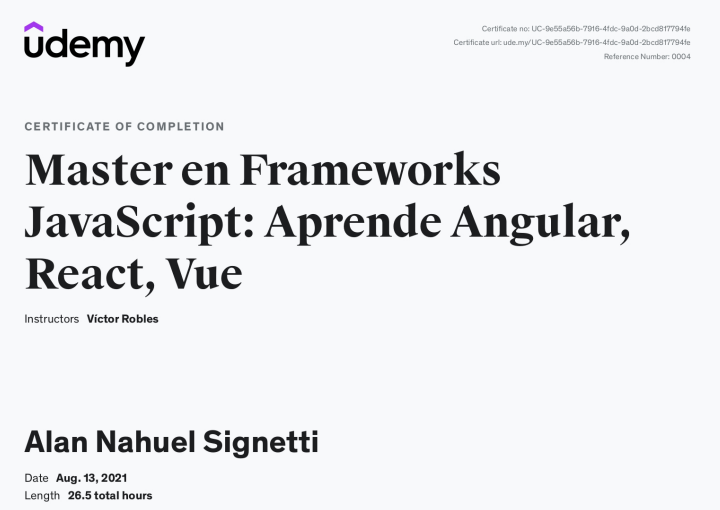 udemy
Certificate no: UC-9e55a56b-7916-4fdc-9a0d-2bcd817794fe
Certificate url: ude.my/UC-9e55a56b-7916-4fdc-9a0d-2bcd817794fe
Reference Number: 0004
CERTIFICATE OF COMPLETION
Master en Frameworks
JavaScript: Aprende Angular,
React, Vue
Instructors Víctor Robles
Alan Nahuel Signetti
Date Aug. 13, 2021
Length 26.5 total hours